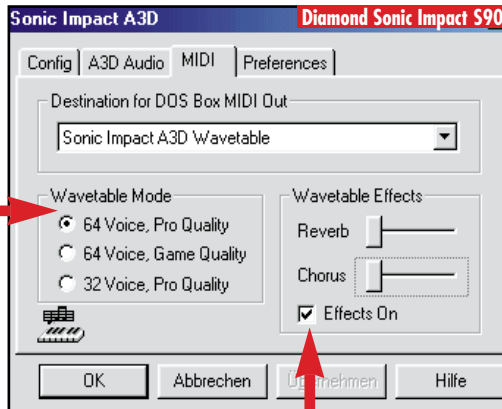 Sonic Impact A3D
Diamond Sonic Impact S90
Config
A3D Audio
MIDI
Preferences
Destination for DOS Box MIDI Out
Sonic Impact A3D Wavetable
Wavetable Mode
64 Voice, Pro Quality
64 Voice, Game Quality
32 Voice, Pro Quality
Wavetable Effects
Reverb
Chorus
Effects On
OK
Abbrechen
Übernehmen
Hilfe